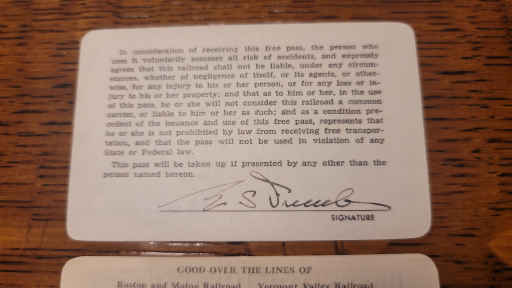 In consideration of receiving this free pass, the person who
uses it voluntarily assumes all risk of accidents, and expressly
agrees that this railroad shall not be liable, under any circum-
stances, whether of negligence of itself, or its agents, or other-
wise, for any injury to his or her person, or for any loss or in-
jury to his or her property; and that as to him or her, in the use
of this pass, he or she will not consider this railroad a common
carrier, or liable to him or her as such; and as a condition pre-
cedent of the issuance and use of this free pass, represents that
he or she is not prohibited by law from receiving free transpor-
tation, and that the pass will not be used in violation of any
State or Federal law.
This pass will be taken up if presented by any other than the
person named hereon.
SIGNATURE
GOOD OVER THE LINES OF
Boston and Maine Railroad Vermont Valley Railroad